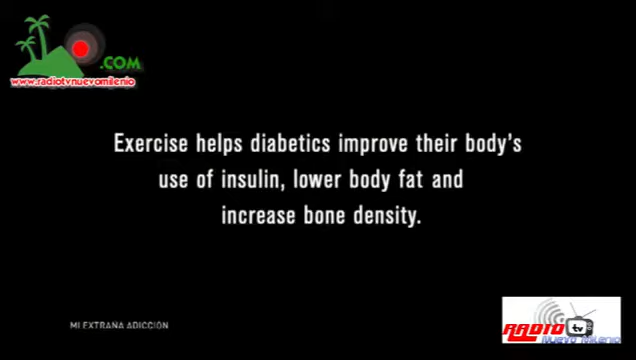 .COM
www.radiotvnuevomilenio
Exercise helps diabetics improve their body's
use of insulin, lower body fat and
increase bone density.
MI EXTRAÑA ADICCIÓN
RADIO tv
NUEVO MILENIO